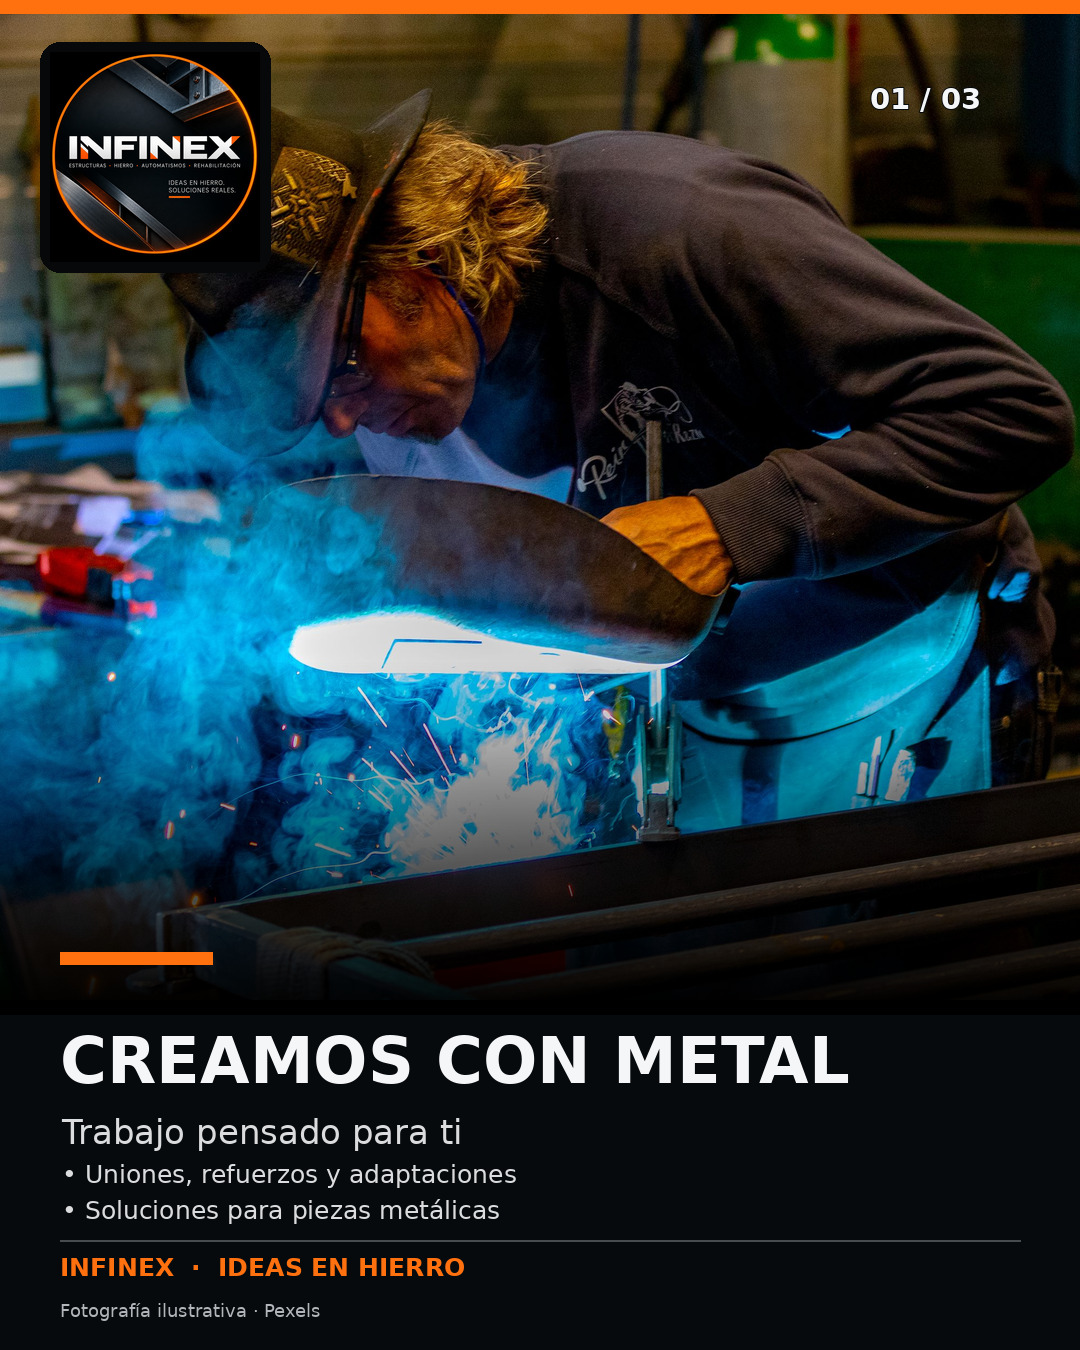 INFINEX
ESTRUCTURAS · HIERRO · AUTOMATISMOS · REHABILITACIÓN
IDEAS EN HIERRO.
SOLUCIONES REALES.
01 / 03
CREAMOS CON METAL
Trabajo pensado para ti
• Uniones, refuerzos y adaptaciones
• Soluciones para piezas metálicas
INFINEX · IDEAS EN HIERRO
Fotografía ilustrativa · Pexels